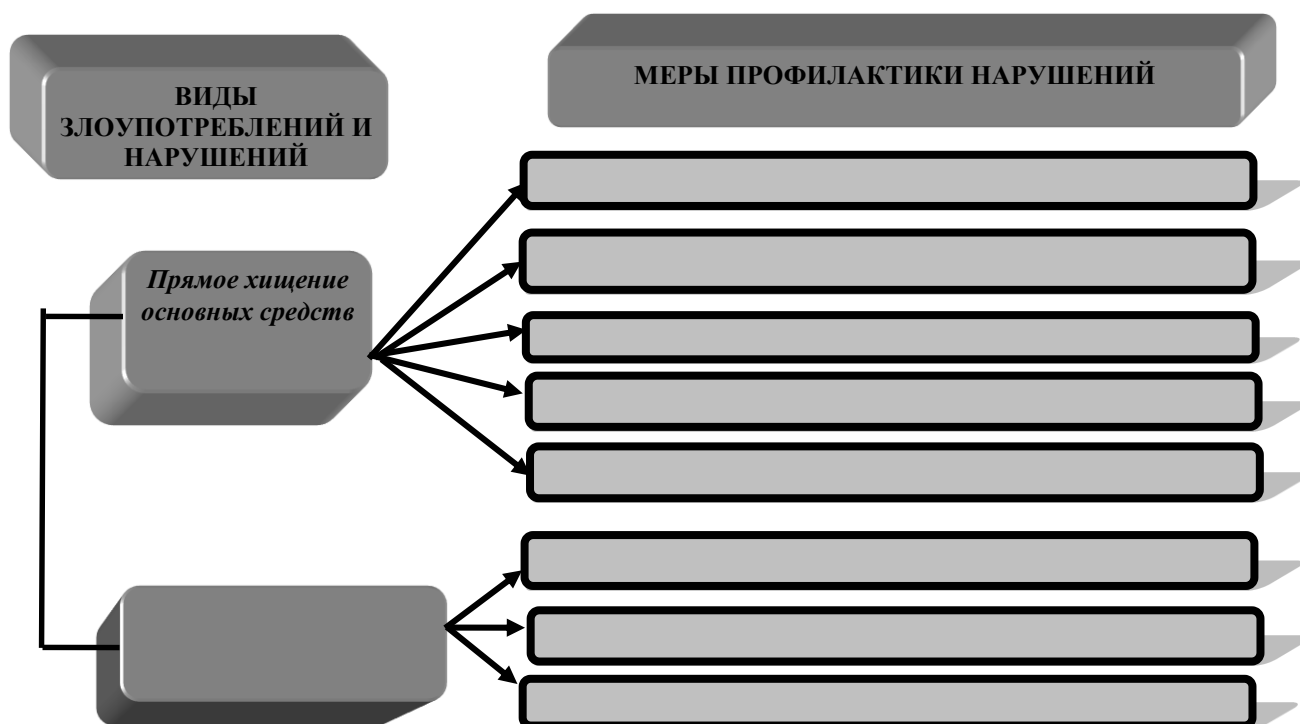 ВИДЫ
ЗЛОУПОТРЕБЛЕНИЙ И
НАРУШЕНИЙ
МЕРЫ ПРОФИЛАКТИКИ НАРУШЕНИЙ
Прямое хищение
основных средств